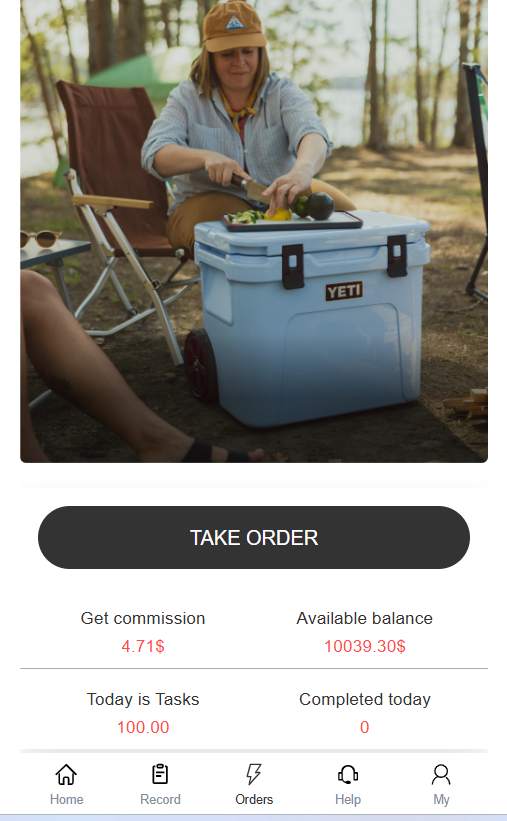 YETI
TAKE ORDER
Get commission Available balance
4.71$ 10039.30$
Today is Tasks Completed today
100.00 0
Home Record Orders Help My